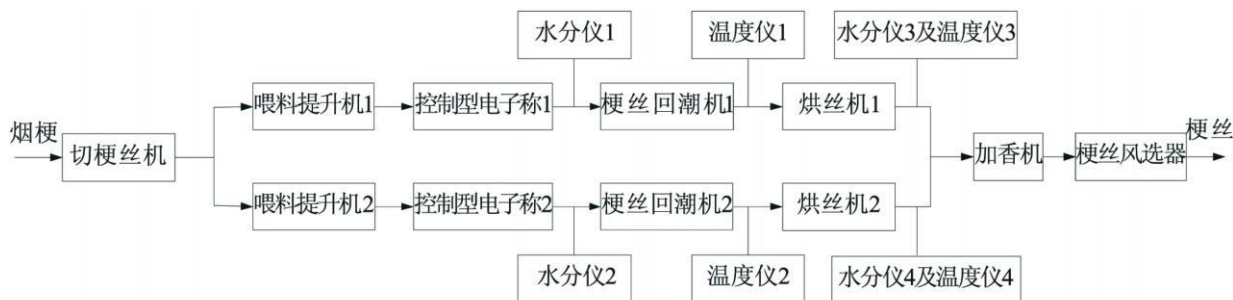 水分仪1
温度仪1
水分仪3及温度仪3
喂料提升机1
控制型电子称1
梗丝回潮机1
烘丝机1
烟梗
切梗丝机
加香机
梗丝风选器
梗丝
喂料提升机2
控制型电子称2
梗丝回潮机2
烘丝机2
水分仪2
温度仪2
水分仪4及温度仪4